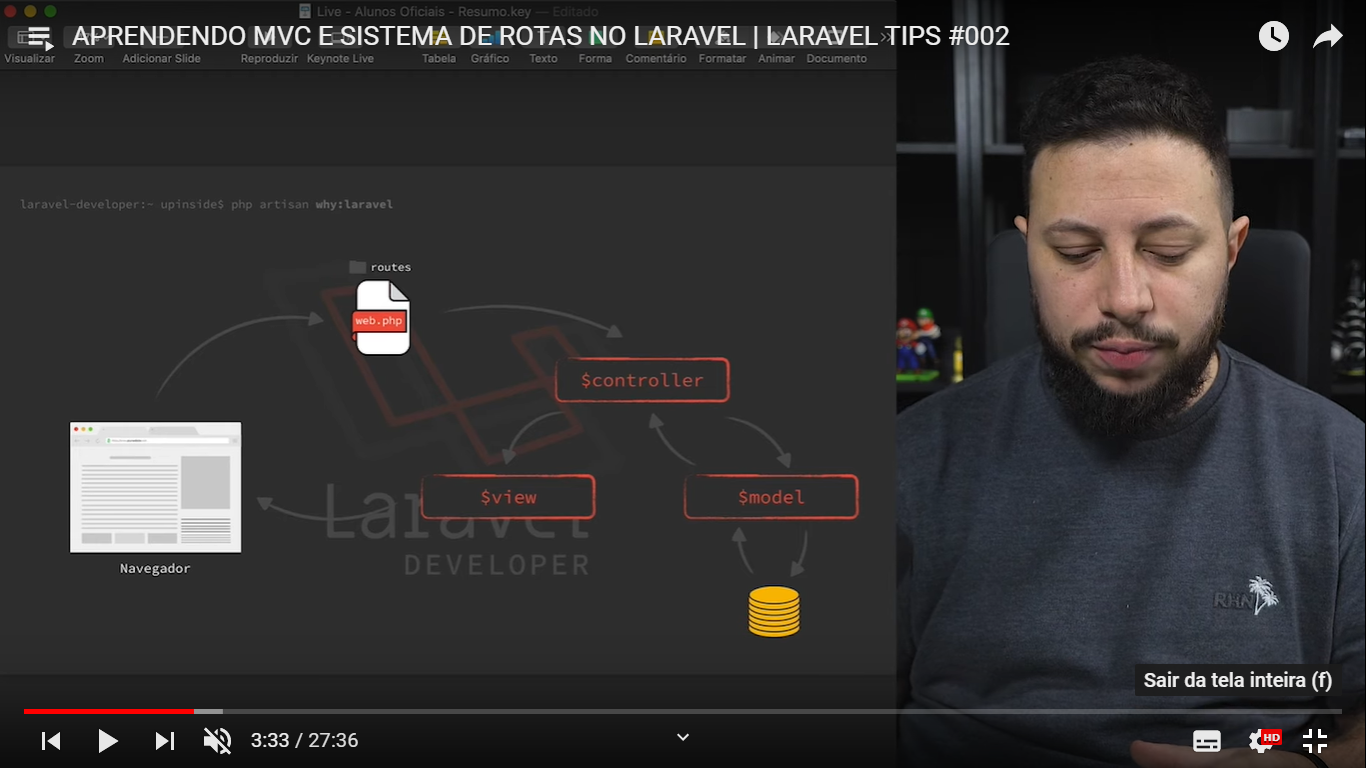 Live - Alunos Oficiais - Resumo.key — Editado
APRENDENDO MVC E SISTEMA DE ROTAS NO LARAVEL | LARAVEL TIPS #002
Visualizar Zoom Adicionar Slide Reproduzir Keynote Live Tabela Gráfico Texto Forma Comentário Formatar Animar Documento
laravel-developer:~ upinside$ php artisan why:laravel
routes
web.php
$controller
$view
$model
Laravel
DEVELOPER
Navegador
RHN
Sair da tela inteira (f)
3:33 / 27:36
HD